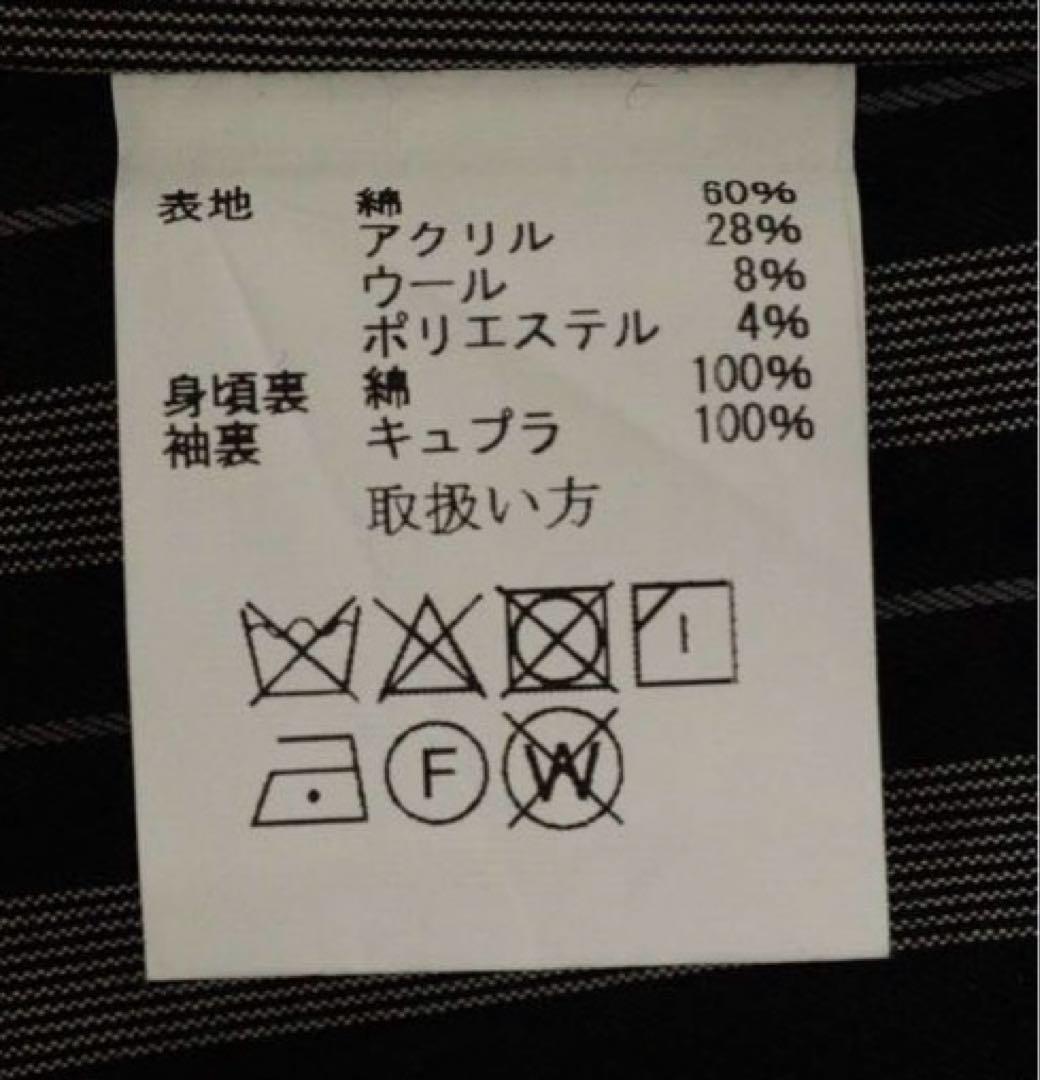 表地 綿 60%
アクリル 28%
ウール 8%
ポリエステル 4%
身頃裏 綿 100%
袖裏 キュプラ 100%
取扱い方
F W